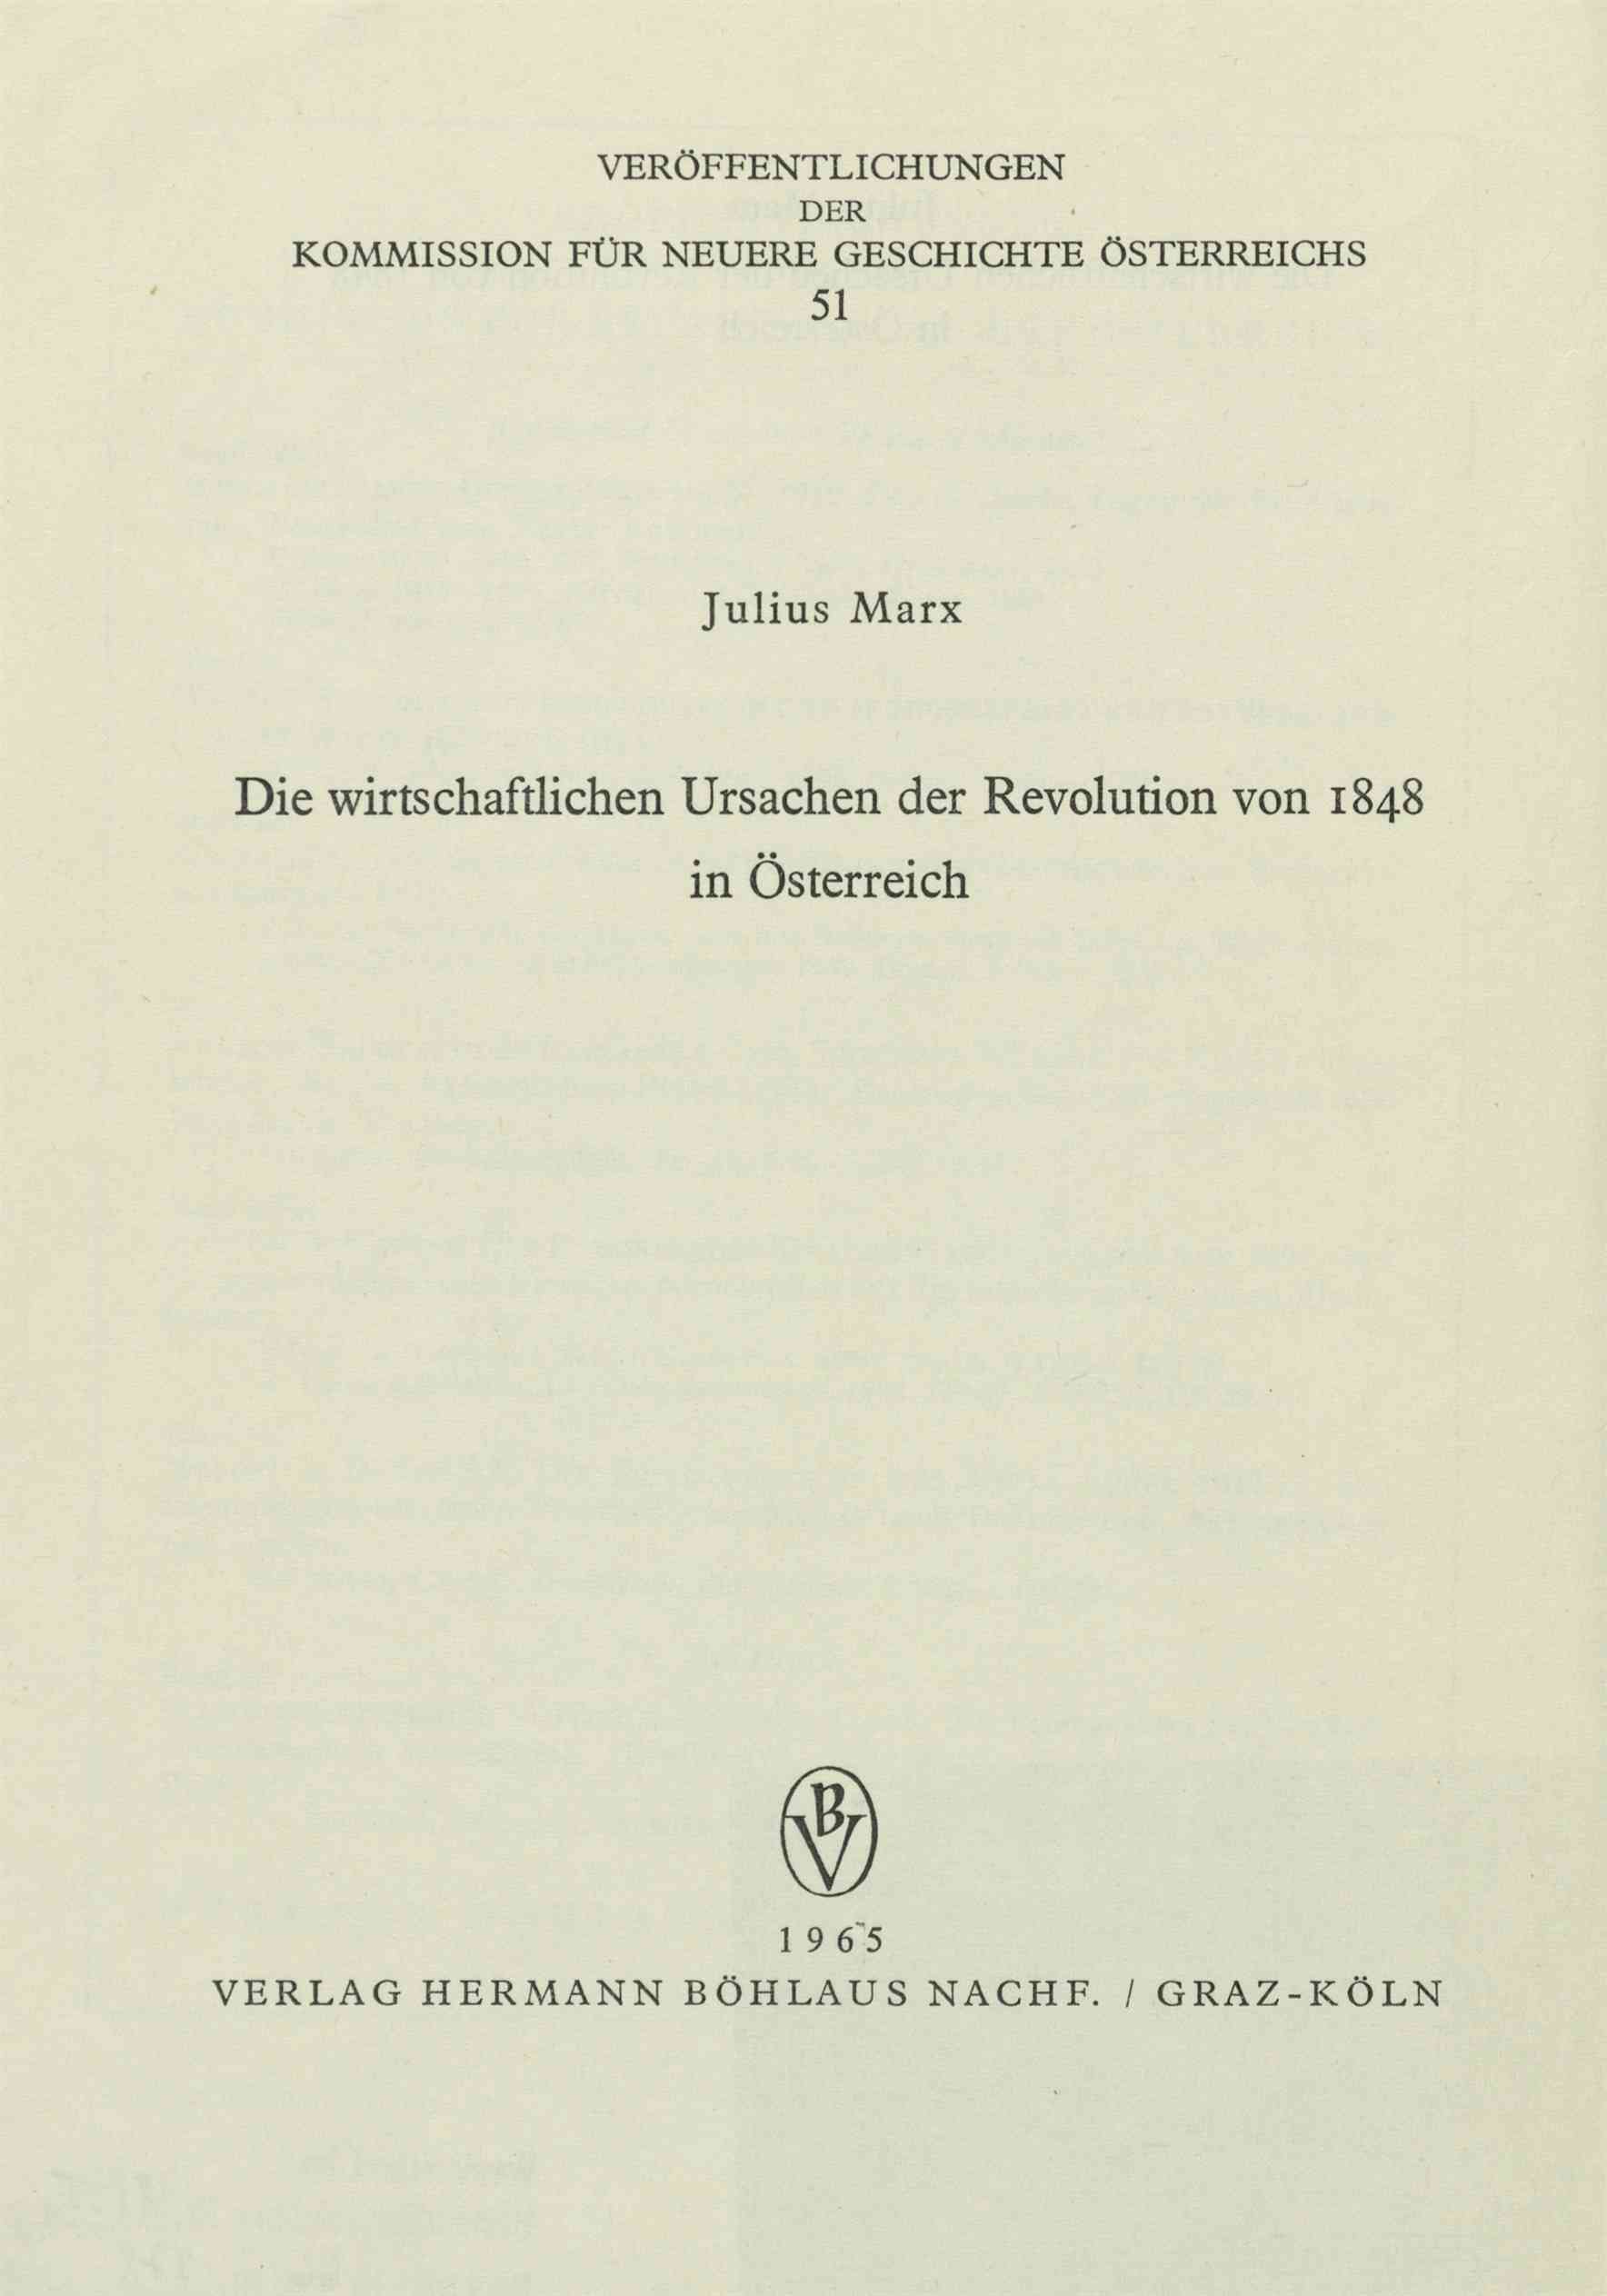 VERÖFFENTLICHUNGEN
DER
KOMMISSION FÜR NEUERE GESCHICHTE ÖSTERREICHS
51
Julius Marx
Die wirtschaftlichen Ursachen der Revolution von 1848
in Österreich
BV
1965
VERLAG HERMANN BÖHLAUS NACHF. / GRAZ-KÖLN